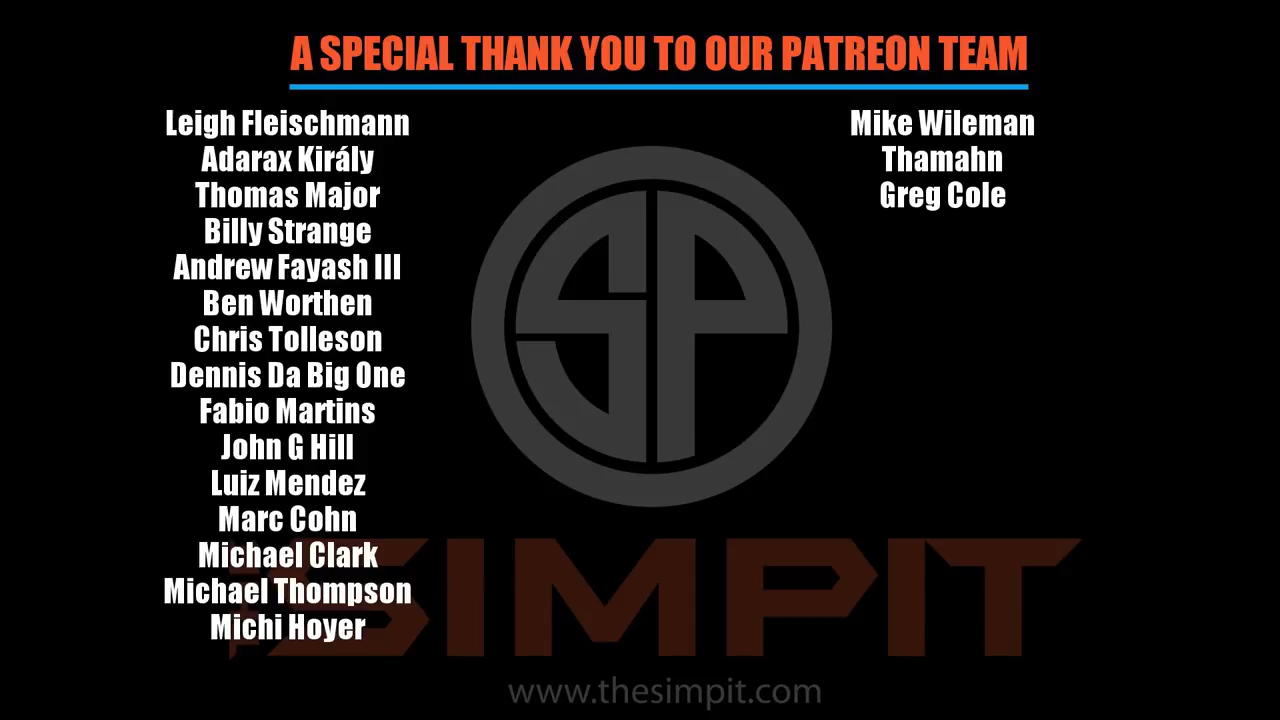 A SPECIAL THANK YOU TO OUR PATREON TEAM
Leigh Fleischmann
Adarax Király
Thomas Major
Billy Strange
Andrew Fayash III
Ben Worthen
Chris Tolleson
Dennis Da Big One
Fabio Martins
John G Hill
Luiz Mendez
Marc Cohn
Michael Clark
Michael Thompson
Michi Hoyer
Mike Wileman
Thamahn
Greg Cole
SP
THE SIMPIT
www.thesimpit.com